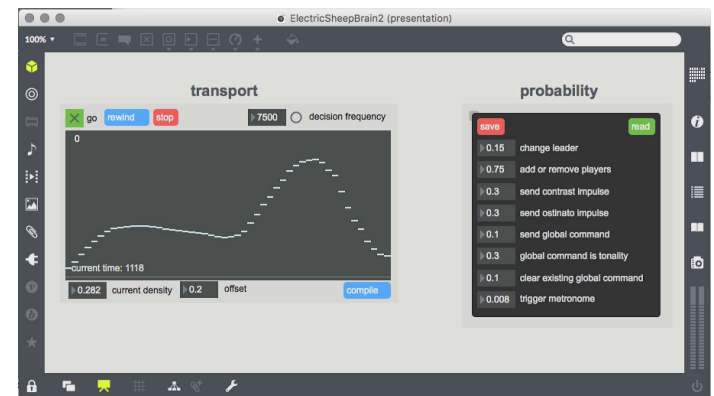 ElectricSheepBrain2 (presentation)
100%
transport
probability
go
rewind
stop
7500
decision frequency
0
current time: 1118
0.282
current density
0.2
offset
compile
save
read
0.15 change leader
0.75 add or remove players
0.3 send contrast impulse
0.3 send ostinato impulse
0.1 send global command
0.3 global command is tonality
0.1 clear existing global command
0.008 trigger metronome